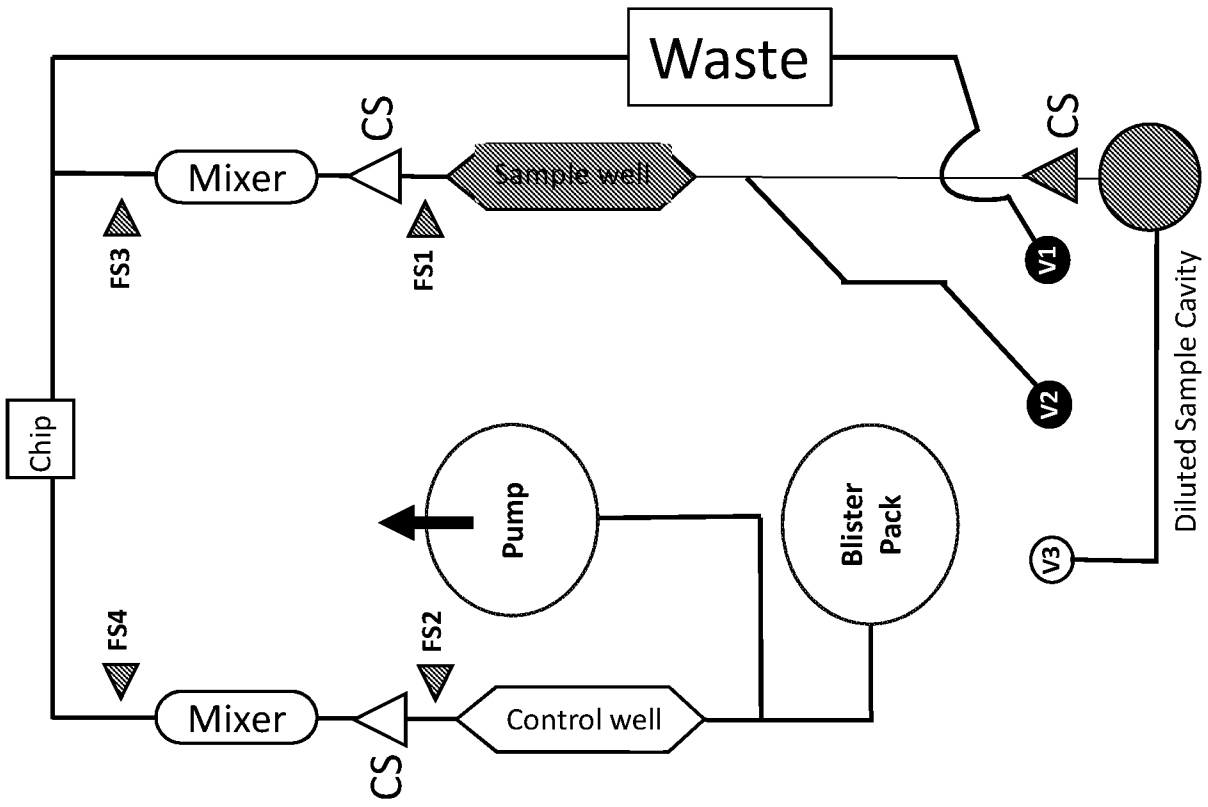 Waste
CS
CS
Mixer
Sample well
FS3
FS1
V1
Diluted Sample Cavity
V2
Chip
Pump
Blister
Pack
V3
FS4
FS2
Mixer
Control well
CS